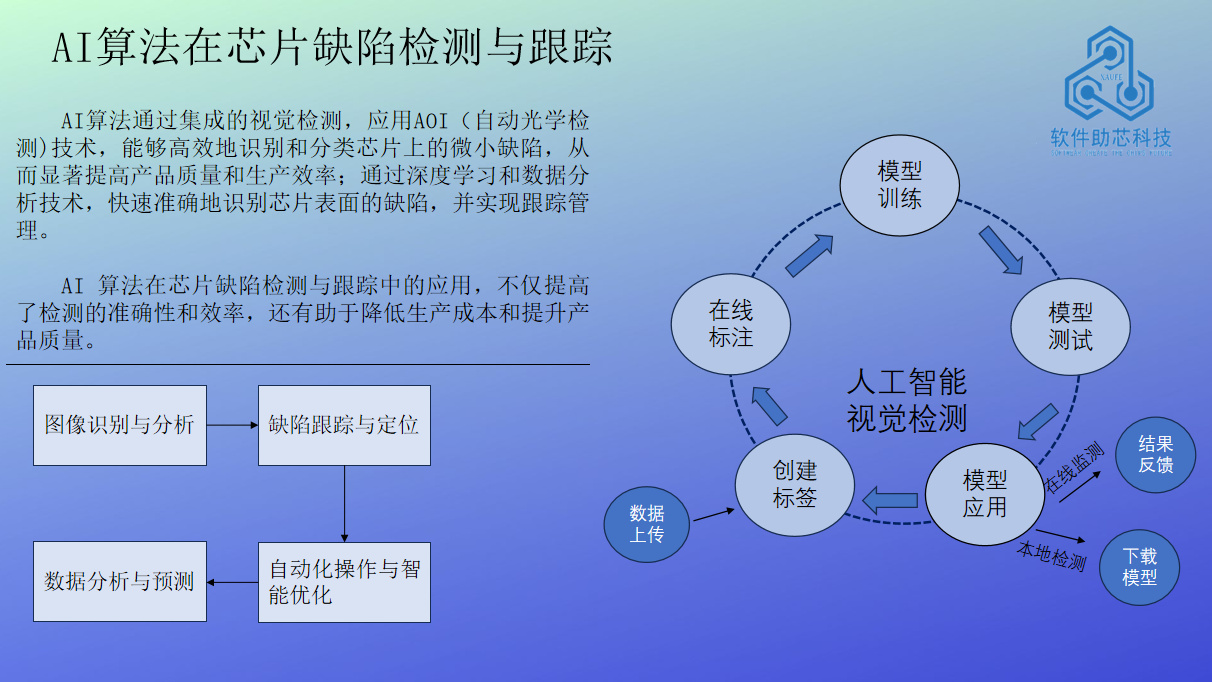 AI算法在芯片缺陷检测与跟踪
AI算法通过集成的视觉检测，应用AOI（自动光学检
测)技术，能够高效地识别和分类芯片上的微小缺陷，从
而显著提高产品质量和生产效率；通过深度学习和数据分
析技术，快速准确地识别芯片表面的缺陷，并实现跟踪管
理。
AI 算法在芯片缺陷检测与跟踪中的应用，不仅提高
了检测的准确性和效率，还有助于降低生产成本和提升产
品质量。
图像识别与分析
缺陷跟踪与定位
自动化操作与智
能优化
数据分析与预测
软件助芯科技
模型
训练
模型
测试
模型
应用
创建
标签
在线
标注
人工智能
视觉检测
数据
上传
在线监测
结果
反馈
本地检测
下载
模型